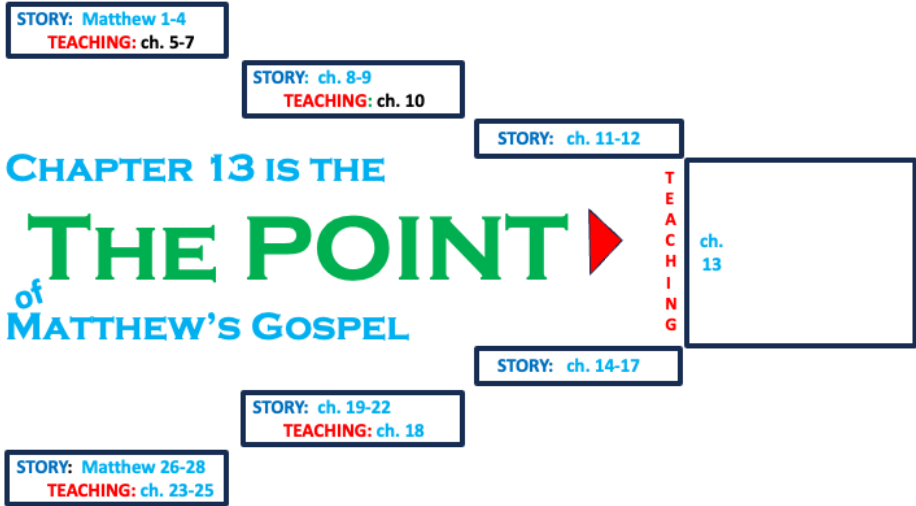 STORY: Matthew 1-4
TEACHING: ch. 5-7
STORY: ch. 8-9
TEACHING: ch. 10
STORY: ch. 11-12
CHAPTER 13 IS THE
THE POINT
of
MATTHEW'S GOSPEL
TEACHING
ch.
13
STORY: ch. 14-17
STORY: ch. 19-22
TEACHING: ch. 18
STORY: Matthew 26-28
TEACHING: ch. 23-25